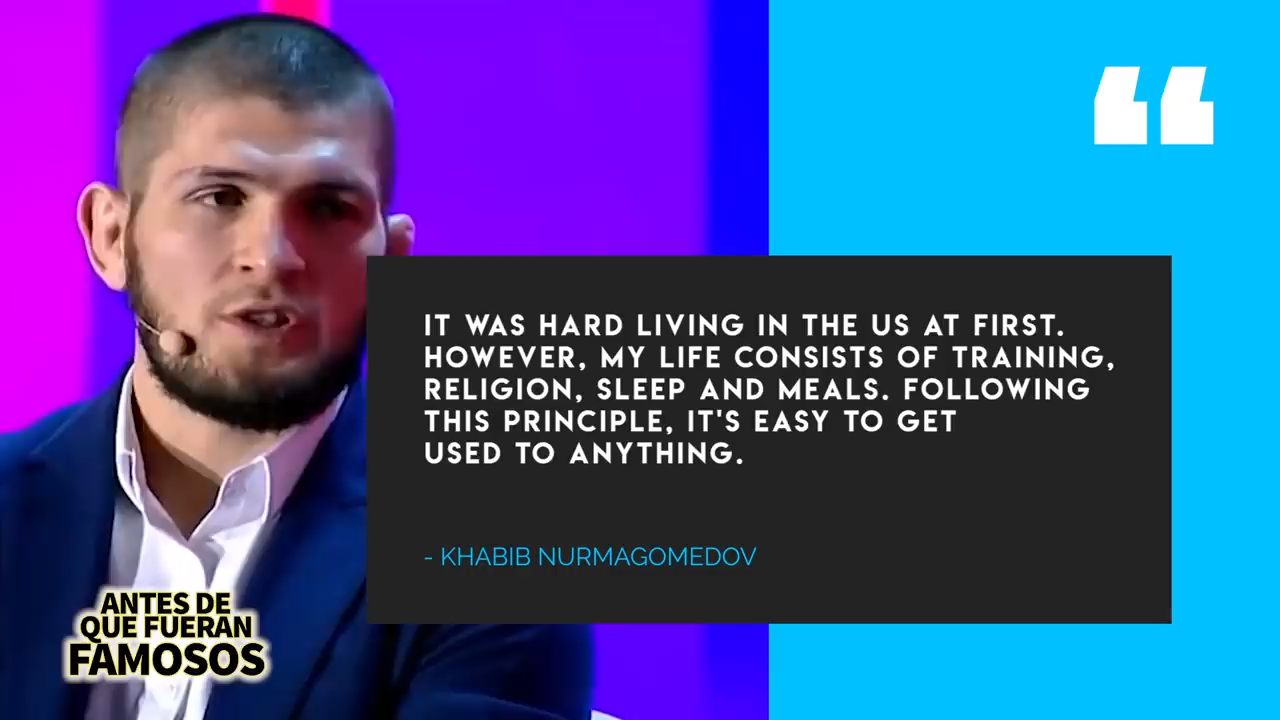 IT WAS HARD LIVING IN THE US AT FIRST.
HOWEVER, MY LIFE CONSISTS OF TRAINING,
RELIGION, SLEEP AND MEALS. FOLLOWING
THIS PRINCIPLE, IT'S EASY TO GET
USED TO ANYTHING.
- KHABIB NURMAGOMEDOV
ANTES DE
QUE FUERAN
FAMOSOS